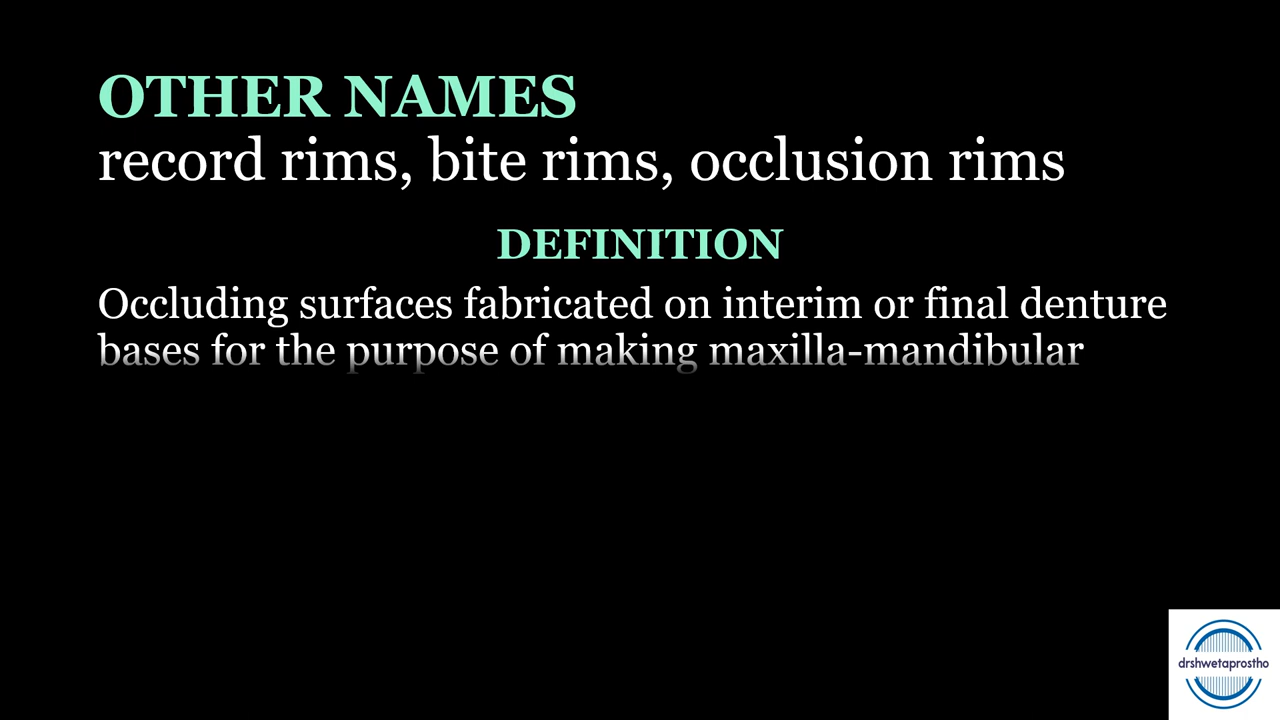 OTHER NAMES
record rims, bite rims, occlusion rims
DEFINITION
Occluding surfaces fabricated on interim or final denture
bases for the purpose of making maxilla-mandibular
drshwetaprostho